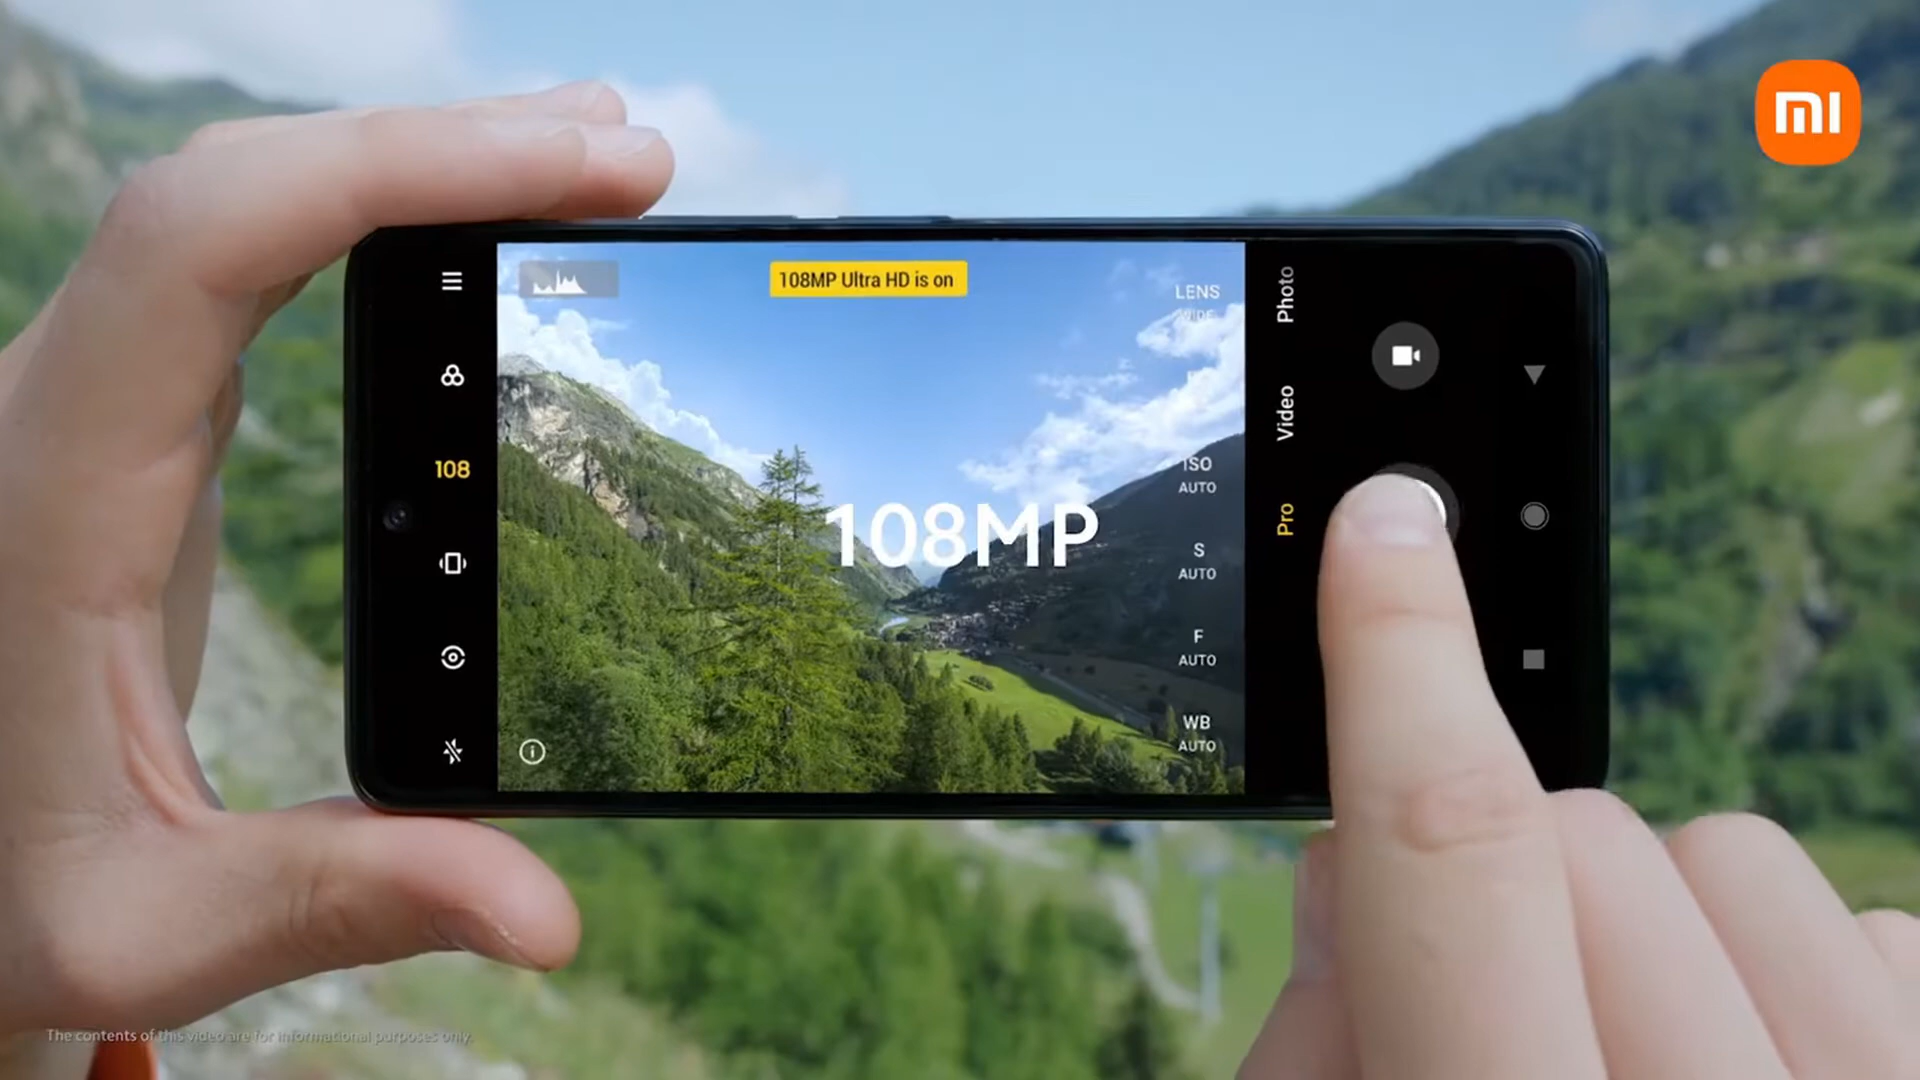 mi
108MP Ultra HD is on
LENS
WIDE
Photo
Video
108
ISO
AUTO
Pro
108MP
S
AUTO
F
AUTO
WB
AUTO
The contents of this video are for informational purposes only.